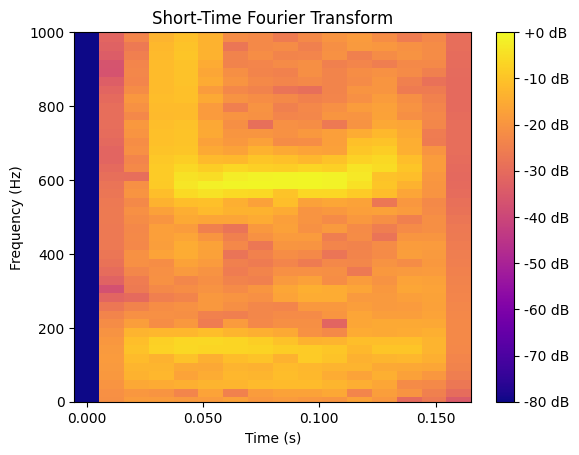 Short-Time Fourier Transform
1000
800
600
400
200
0
Frequency (Hz)
0.000
0.050
0.100
0.150
Time (s)
+0 dB
-10 dB
-20 dB
-30 dB
-40 dB
-50 dB
-60 dB
-70 dB
-80 dB